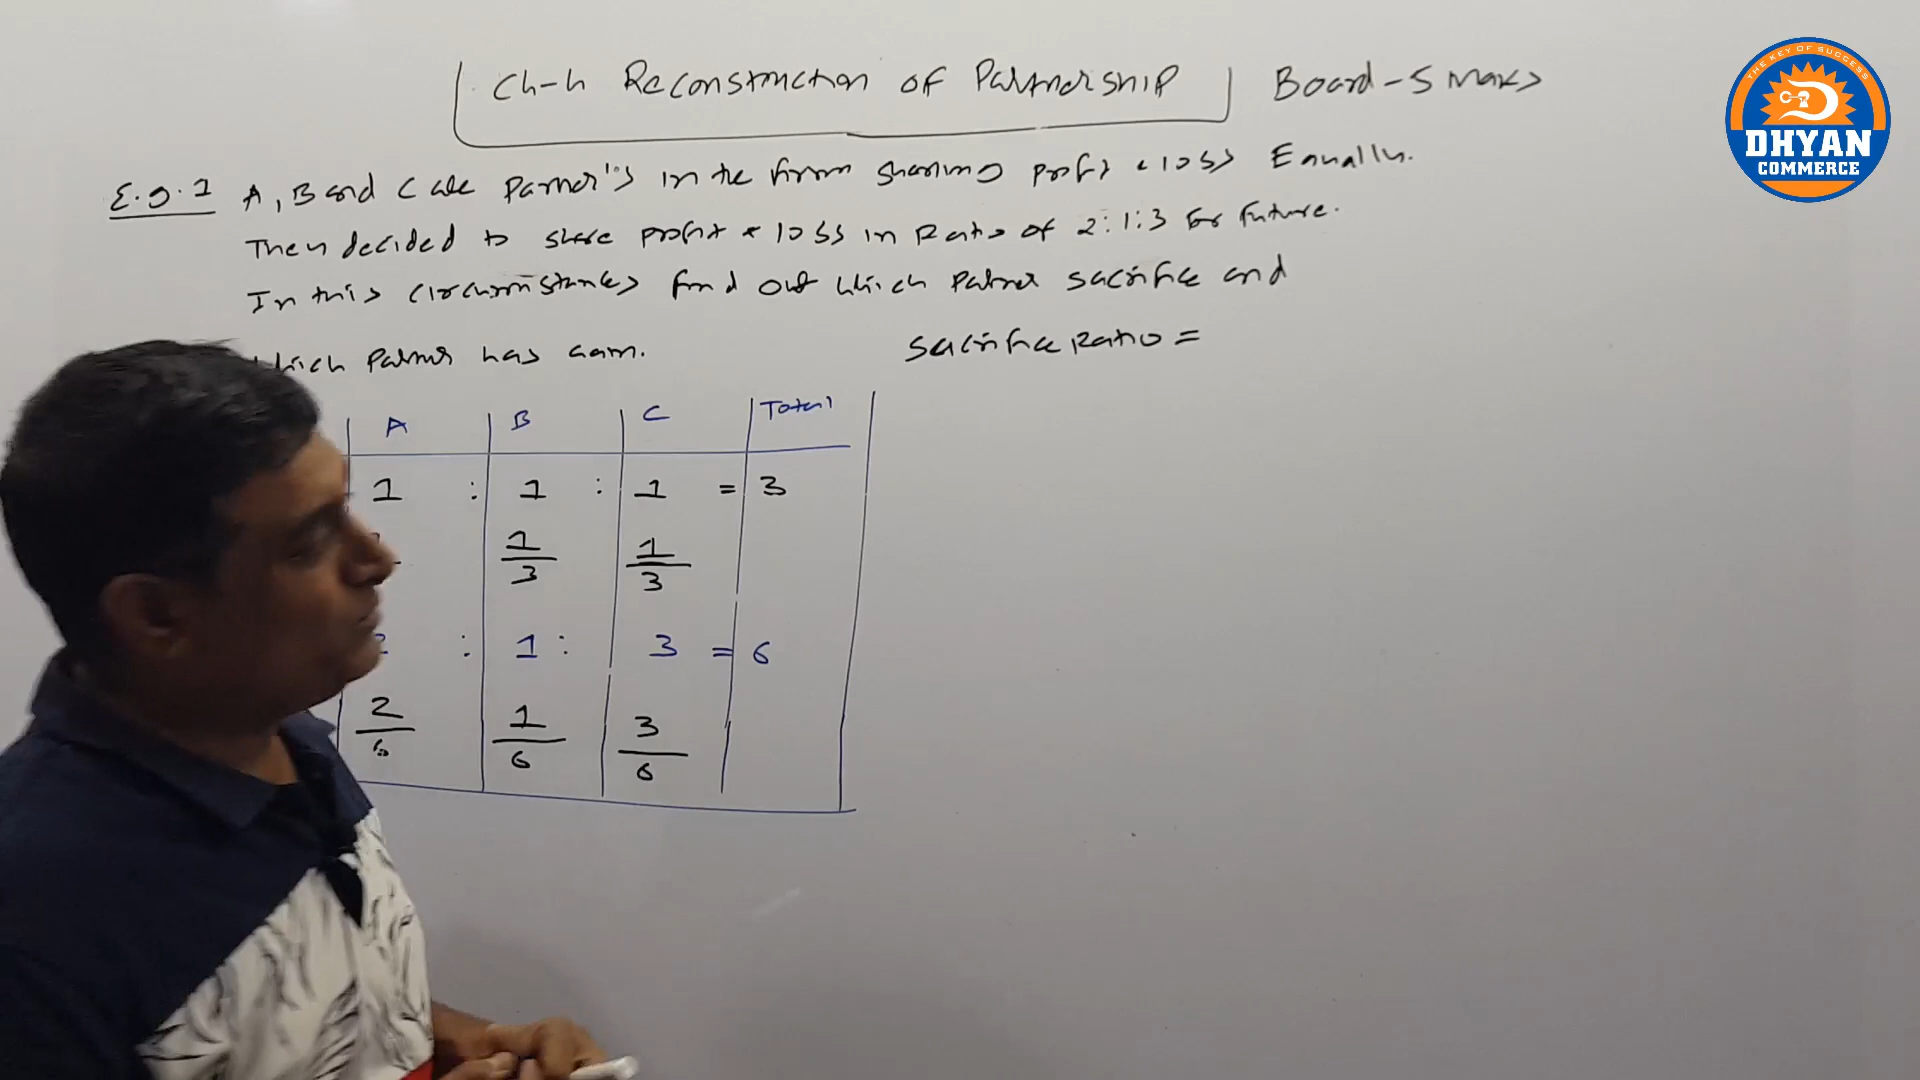 Ch-4 Reconstruction of Partnership Board-5 Marks
THE KEY OF SUCCESS
DHYAN
COMMERCE
E.g.1 A, B and C are Partner's in the firm sharing profit & loss Equally.
They decided to share profit & loss in Ratio of 2:1:3 for future.
In this circumstances find out which Partner sacrifice and
which Partner has gain.
Sacrifice Ratio =
A B C Total
1 : 1 : 1 = 3
1/3 1/3
: 1 : 3 = 6
2/6 1/6 3/6